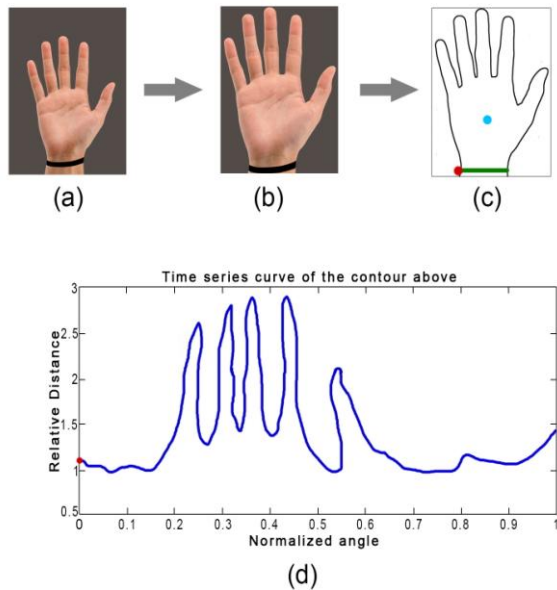 (a)
(b)
(c)
Time series curve of the contour above
Relative Distance
3
2.5
2
1.5
1
0.5
0 0.1 0.2 0.3 0.4 0.5 0.6 0.7 0.8 0.9 1
Normalized angle
(d)